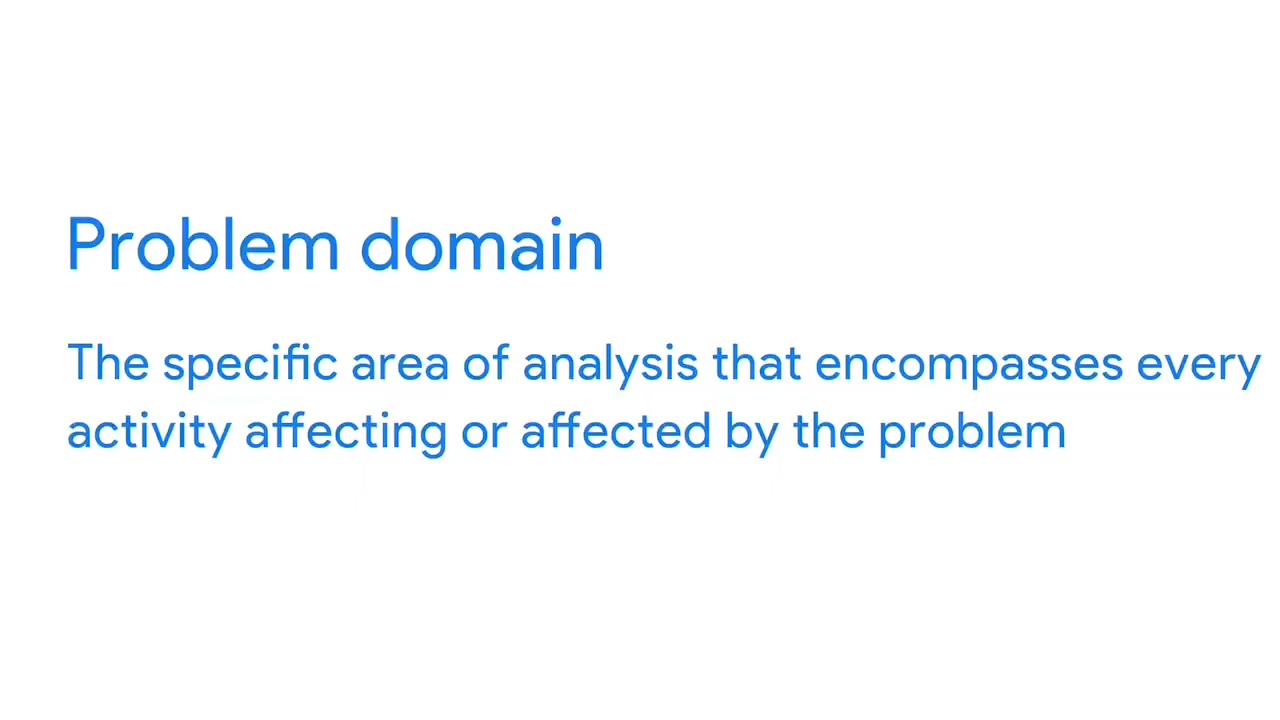 Problem domain
The specific area of analysis that encompasses every
activity affecting or affected by the problem